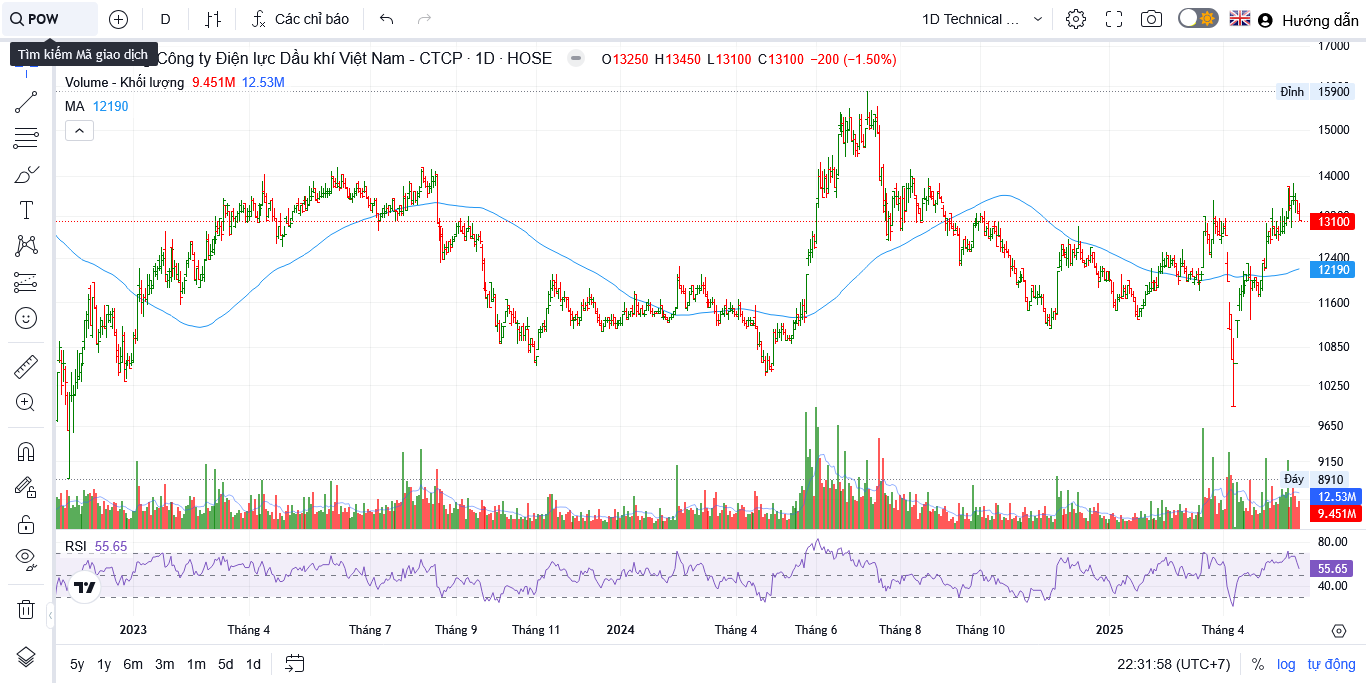 POW
D
Các chỉ báo
1D Technical ...
Hướng dẫn
Tìm kiếm Mã giao dịch
Công ty Điện lực Dầu khí Việt Nam - CTCP · 1D · HOSE
O13250 H13450 L13100 C13100 −200 (−1.50%)
Volume - Khối lượng 9.451M 12.53M
MA 12190
17000
Đỉnh 15900
15000
14000
13100
12400
12190
11600
10850
10250
9650
9150
Đáy 8910
12.53M
9.451M
RSI 55.65
80.00
55.65
40.00
2023 Tháng 4 Tháng 7 Tháng 9 Tháng 11 2024 Tháng 4 Tháng 6 Tháng 8 Tháng 10 2025 Tháng 4
5y 1y 6m 3m 1m 5d 1d
22:31:58 (UTC+7) % log tự động